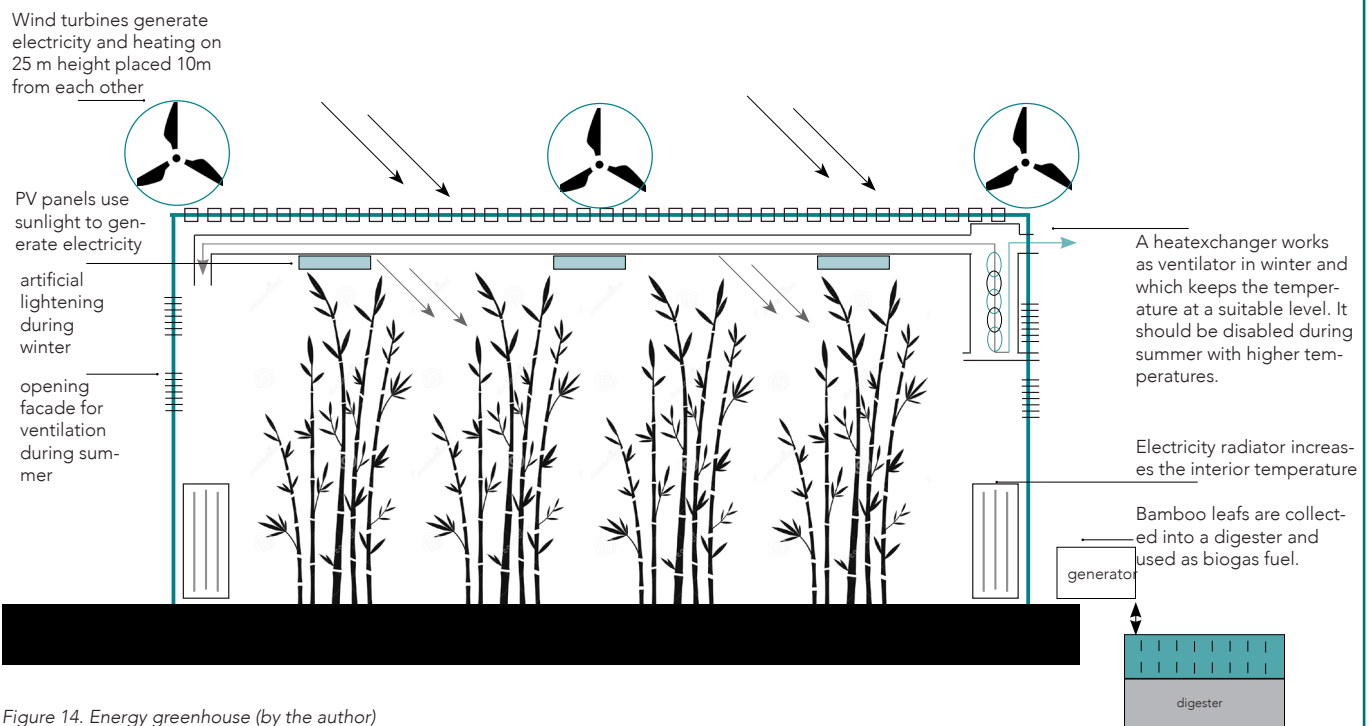 Wind turbines generate
electricity and heating on
25 m height placed 10m
from each other
PV panels use
sunlight to gen-
erate electricity
artificial
lightening
during
winter
opening
facade for
ventilation
during sum-
mer
A heatexchanger works
as ventilator in winter and
which keeps the temper-
ature at a suitable level. It
should be disabled during
summer with higher tem-
peratures.
Electricity radiator increas-
es the interior temperature
Bamboo leafs are collect-
ed into a digester and
used as biogas fuel.
generator
digester
Figure 14. Energy greenhouse (by the author)